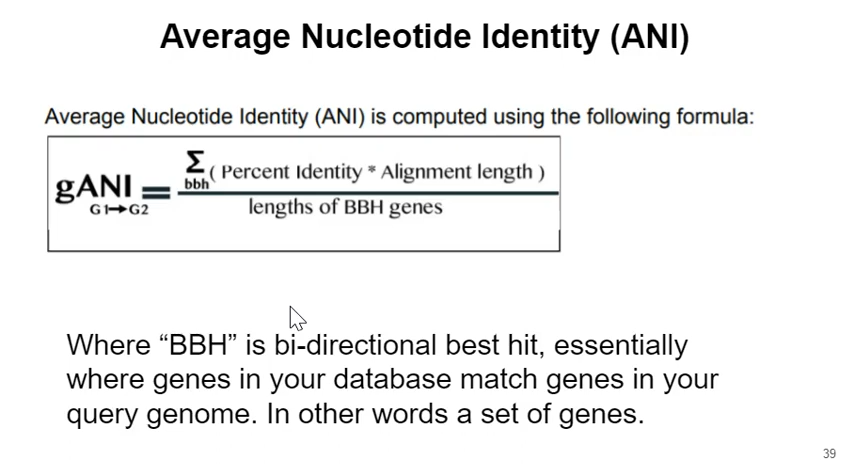 Average Nucleotide Identity (ANI)
Average Nucleotide Identity (ANI) is computed using the following formula:
gANI G1→G2 = Σ bbh ( Percent Identity * Alignment length )
lengths of BBH genes
Where “BBH” is bi-directional best hit, essentially
where genes in your database match genes in your
query genome. In other words a set of genes.
39